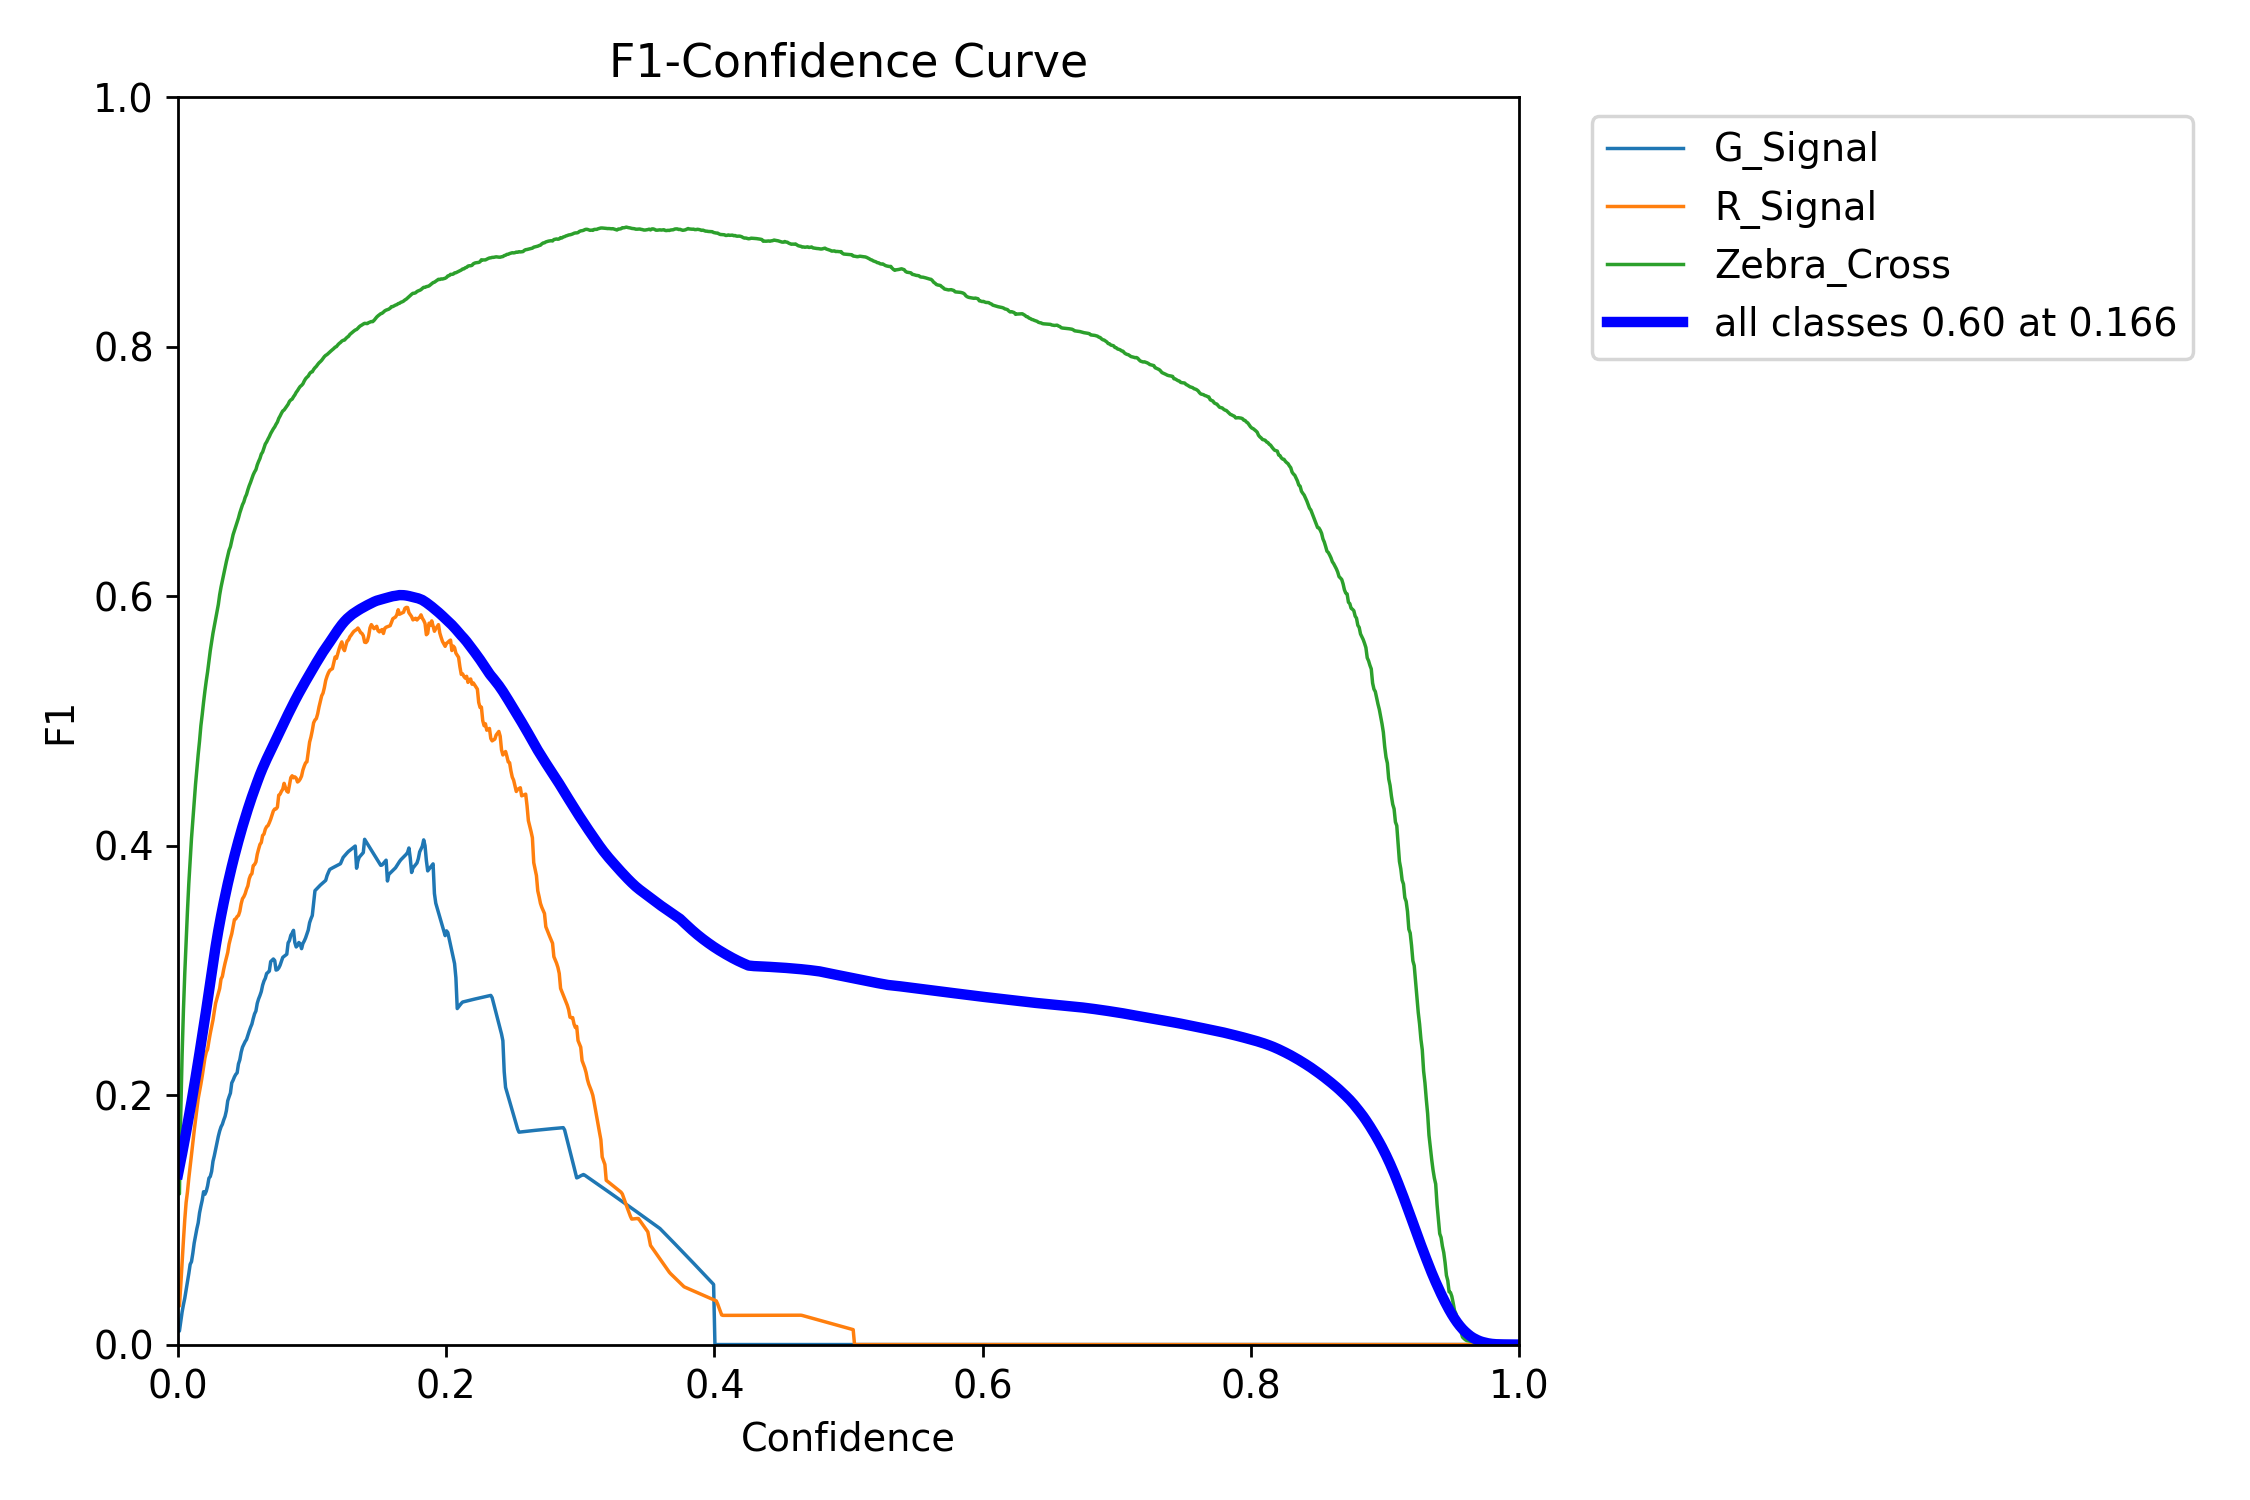 F1-Confidence Curve
1.0
0.8
0.6
0.4
0.2
0.0
F1
0.0 0.2 0.4 0.6 0.8 1.0
Confidence
G_Signal
R_Signal
Zebra_Cross
all classes 0.60 at 0.166